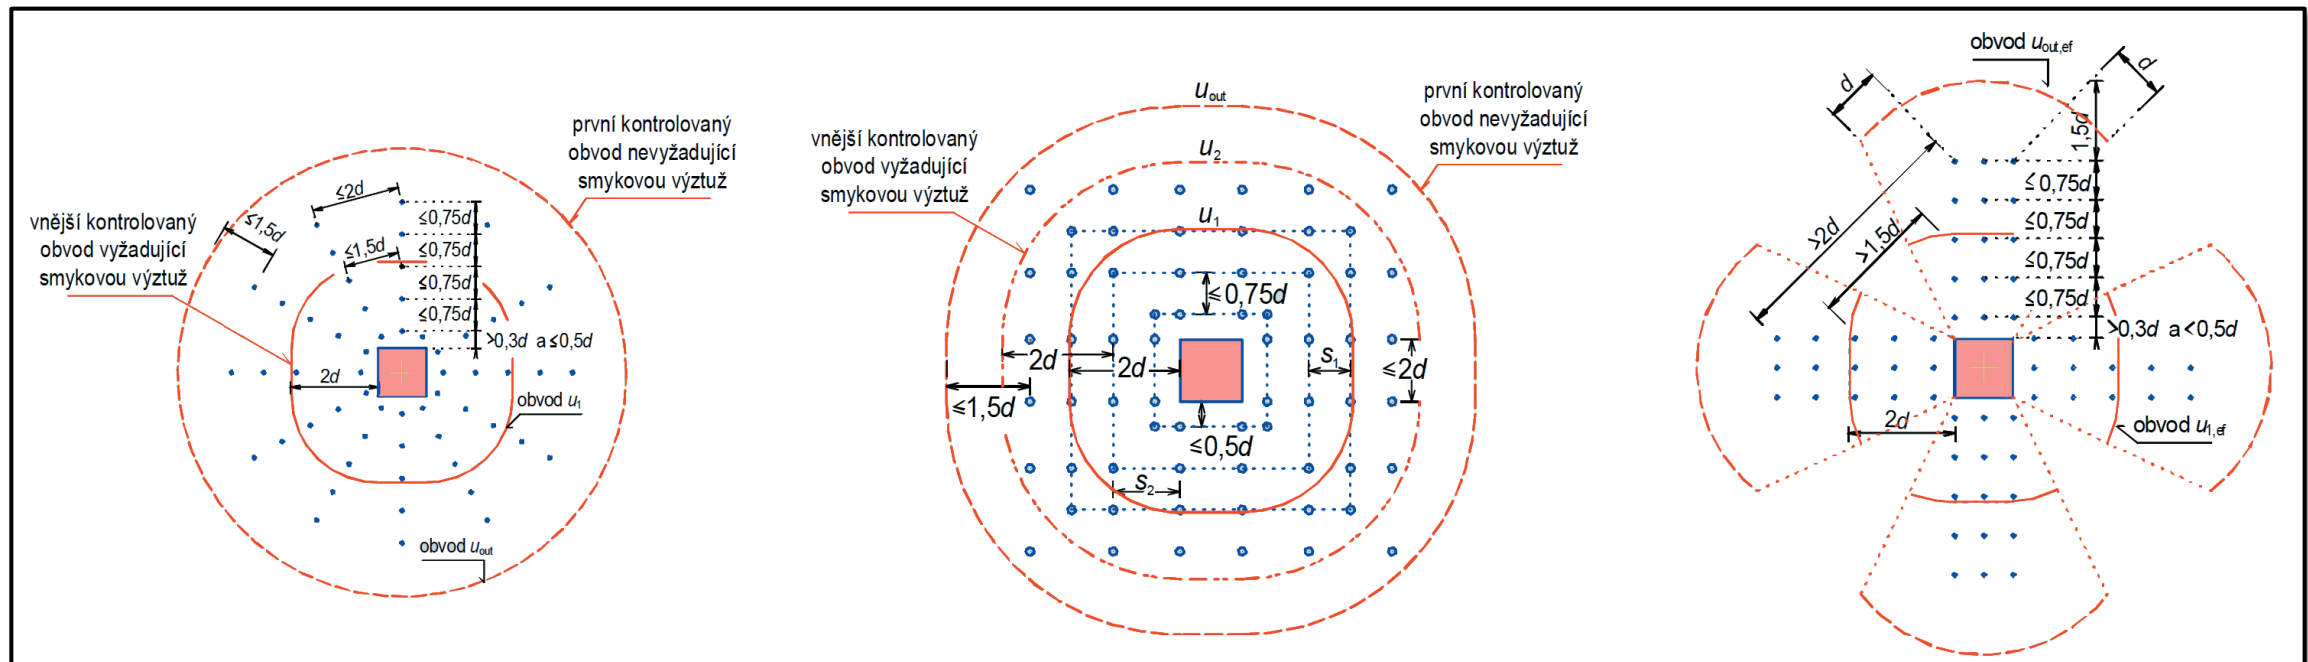 ≤2d
≤1,5d
≤1,5d
≤0,75d
≤0,75d
≤0,75d
≤0,75d
>0,3d a ≤0,5d
2d
vnější kontrolovaný
obvod vyžadující
smykovou výztuž
první kontrolovaný
obvod nevyžadující
smykovou výztuž
obvod u1
obvod uout
uout
u2
u1
vnější kontrolovaný
obvod vyžadující
smykovou výztuž
první kontrolovaný
obvod nevyžadující
smykovou výztuž
≤0,75d
2d
2d
s1
≤2d
≤1,5d
≤0,5d
s2
obvod uout,ef
d
d
1,5d
≤0,75d
≤0,75d
≤0,75d
≤0,75d
>2d
>1,5d
>0,3d a<0,5d
2d
obvod u1,ef